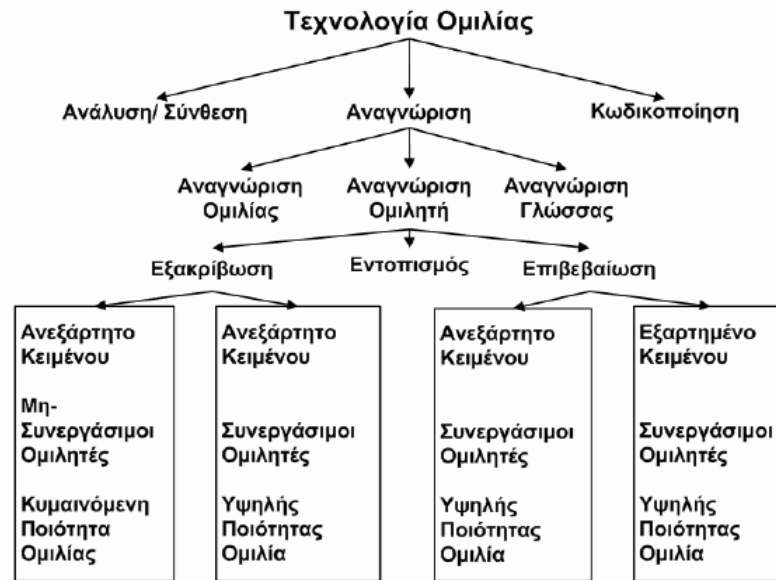 Τεχνολογία Ομιλίας
Ανάλυση/ Σύνθεση
Αναγνώριση
Κωδικοποίηση
Αναγνώριση
Ομιλίας
Αναγνώριση
Ομιλητή
Αναγνώριση
Γλώσσας
Εξακρίβωση
Εντοπισμός
Επιβεβαίωση
Ανεξάρτητο
Κειμένου
Μη-
Συνεργάσιμοι
Ομιλητές
Κυμαινόμενη
Ποιότητα
Ομιλίας
Ανεξάρτητο
Κειμένου
Συνεργάσιμοι
Ομιλητές
Υψηλής
Ποιότητας
Ομιλία
Ανεξάρτητο
Κειμένου
Συνεργάσιμοι
Ομιλητές
Υψηλής
Ποιότητας
Ομιλία
Εξαρτημένο
Κειμένου
Συνεργάσιμοι
Ομιλητές
Υψηλής
Ποιότητας
Ομιλία